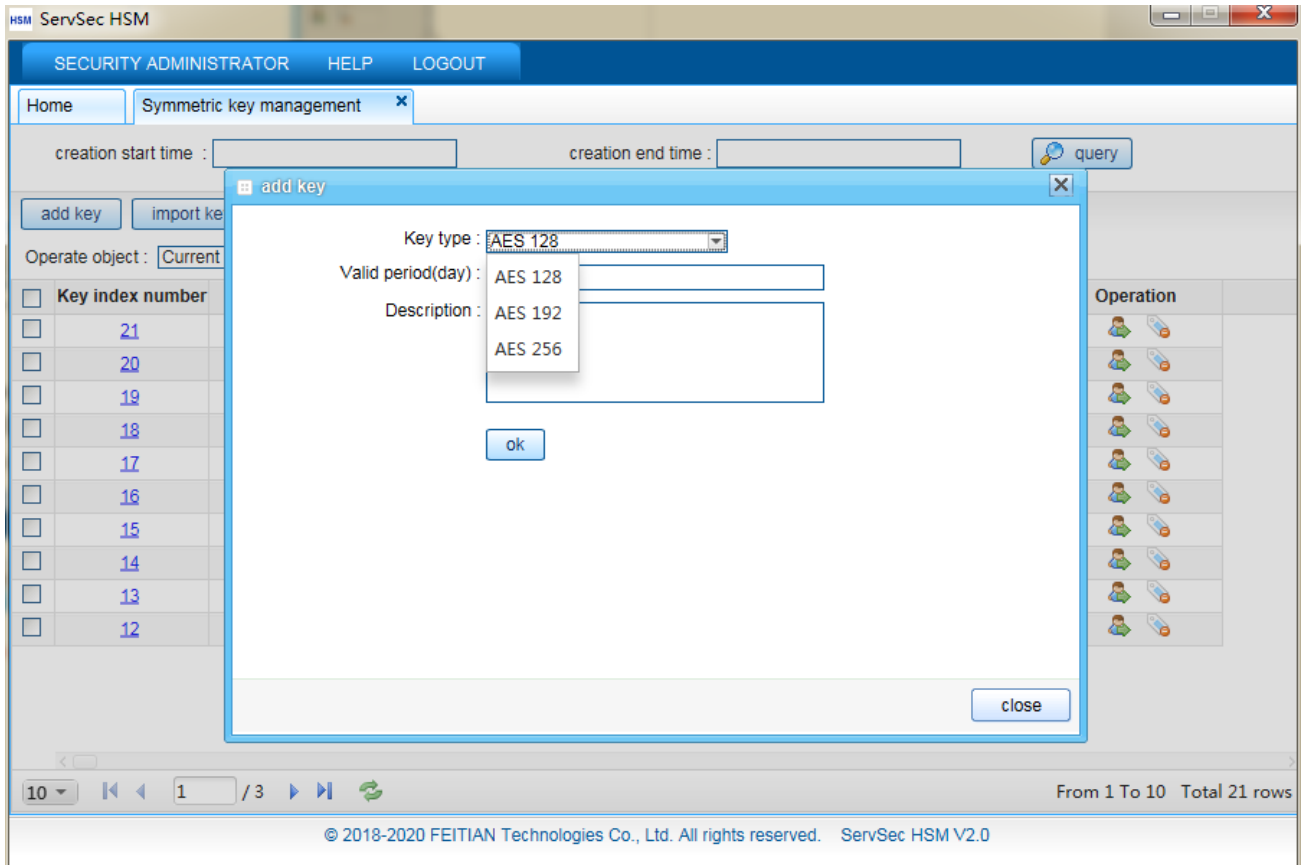 HSM ServSec HSM
SECURITY ADMINISTRATOR HELP LOGOUT
Home Symmetric key management
creation start time : creation end time : query
add key
add key import ke
Key type : AES 128
Operate object : Current
Valid period(day) : AES 128
Description : AES 192
AES 256
Key index number Operation
21
20
19
18
17
16
15
14
13
12
ok
close
10 1 / 3 From 1 To 10 Total 21 rows
© 2018-2020 FEITIAN Technologies Co., Ltd. All rights reserved. ServSec HSM V2.0